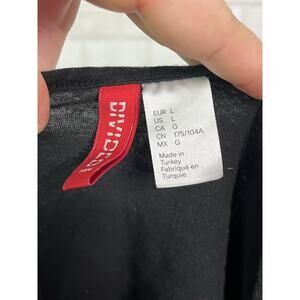 DIVIDED
EUR L
US L
CA G
CN 175/104A
MX G
Made in
Turkey
Fabriqué en
Turquie